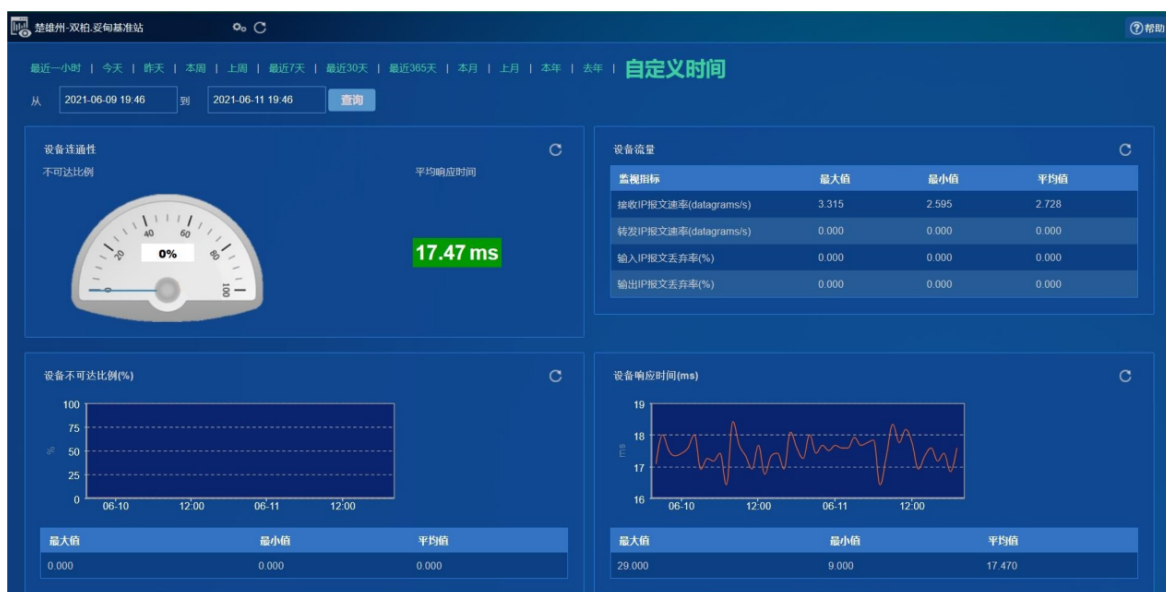 楚雄州-双柏.妥甸基准站
帮助
最近一小时 | 今天 | 昨天 | 本周 | 上周 | 最近7天 | 最近30天 | 最近365天 | 本月 | 上月 | 本年 | 去年 | 自定义时间
从 2021-06-09 19:46 到 2021-06-11 19:46 查询
设备连通性
不可达比例 平均响应时间
0 20 40 60 80 100
0%
17.47 ms
设备流量
监视指标 最大值 最小值 平均值
接收IP报文速率(datagrams/s) 3.315 2.595 2.728
转发IP报文速率(datagrams/s) 0.000 0.000 0.000
输入IP报文丢弃率(%) 0.000 0.000 0.000
输出IP报文丢弃率(%) 0.000 0.000 0.000
设备不可达比例(%)
100
75
50
25
0
%
06-10 12:00 06-11 12:00
最大值 最小值 平均值
0.000 0.000 0.000
设备响应时间(ms)
19
18
17
16
ms
06-10 12:00 06-11 12:00
最大值 最小值 平均值
29.000 9.000 17.470